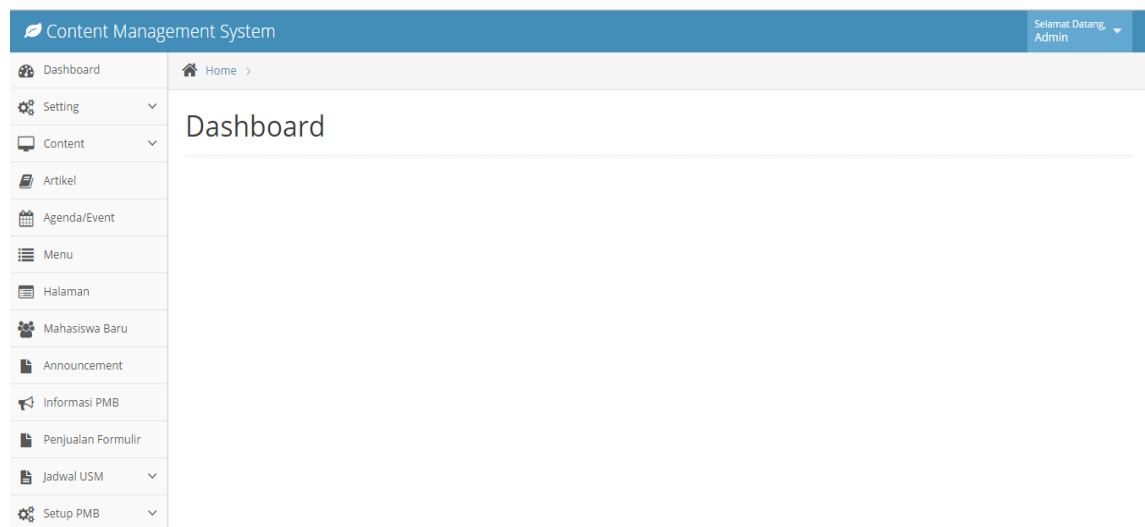 Content Management System
Selamat Datang,
Admin
Dashboard
Home >
Setting
Dashboard
Content
Artikel
Agenda/Event
Menu
Halaman
Mahasiswa Baru
Announcement
Informasi PMB
Penjualan Formulir
Jadwal USM
Setup PMB